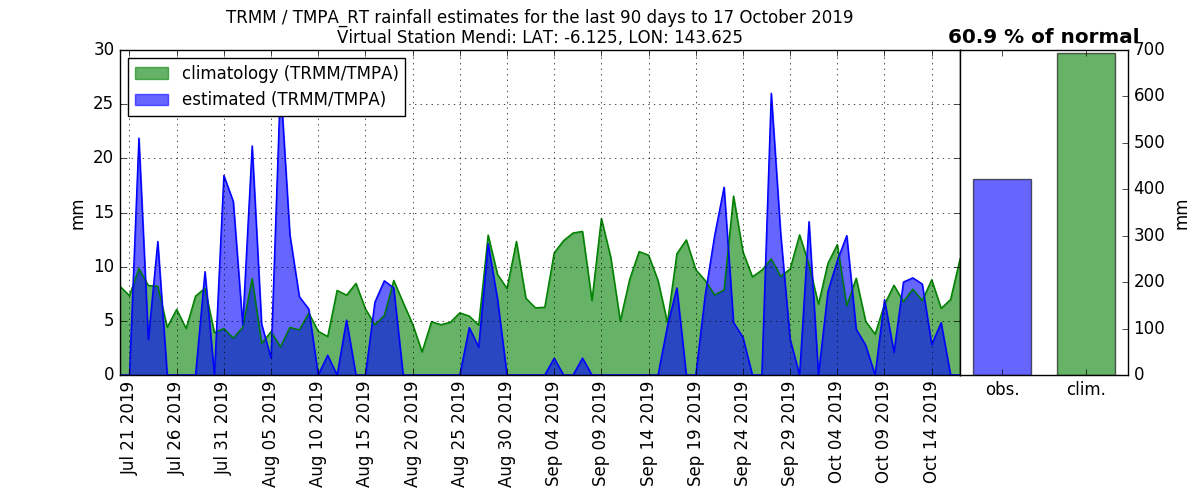 TRMM / TMPA_RT rainfall estimates for the last 90 days to 17 October 2019
Virtual Station Mendi: LAT: -6.125, LON: 143.625
60.9 % of normal
climatology (TRMM/TMPA)
estimated (TRMM/TMPA)
mm
30
25
20
15
10
5
0
Jul 21 2019
Jul 26 2019
Jul 31 2019
Aug 05 2019
Aug 10 2019
Aug 15 2019
Aug 20 2019
Aug 25 2019
Aug 30 2019
Sep 04 2019
Sep 09 2019
Sep 14 2019
Sep 19 2019
Sep 24 2019
Sep 29 2019
Oct 04 2019
Oct 09 2019
Oct 14 2019
obs.
clim.
700
600
500
400
300
200
100
0
mm